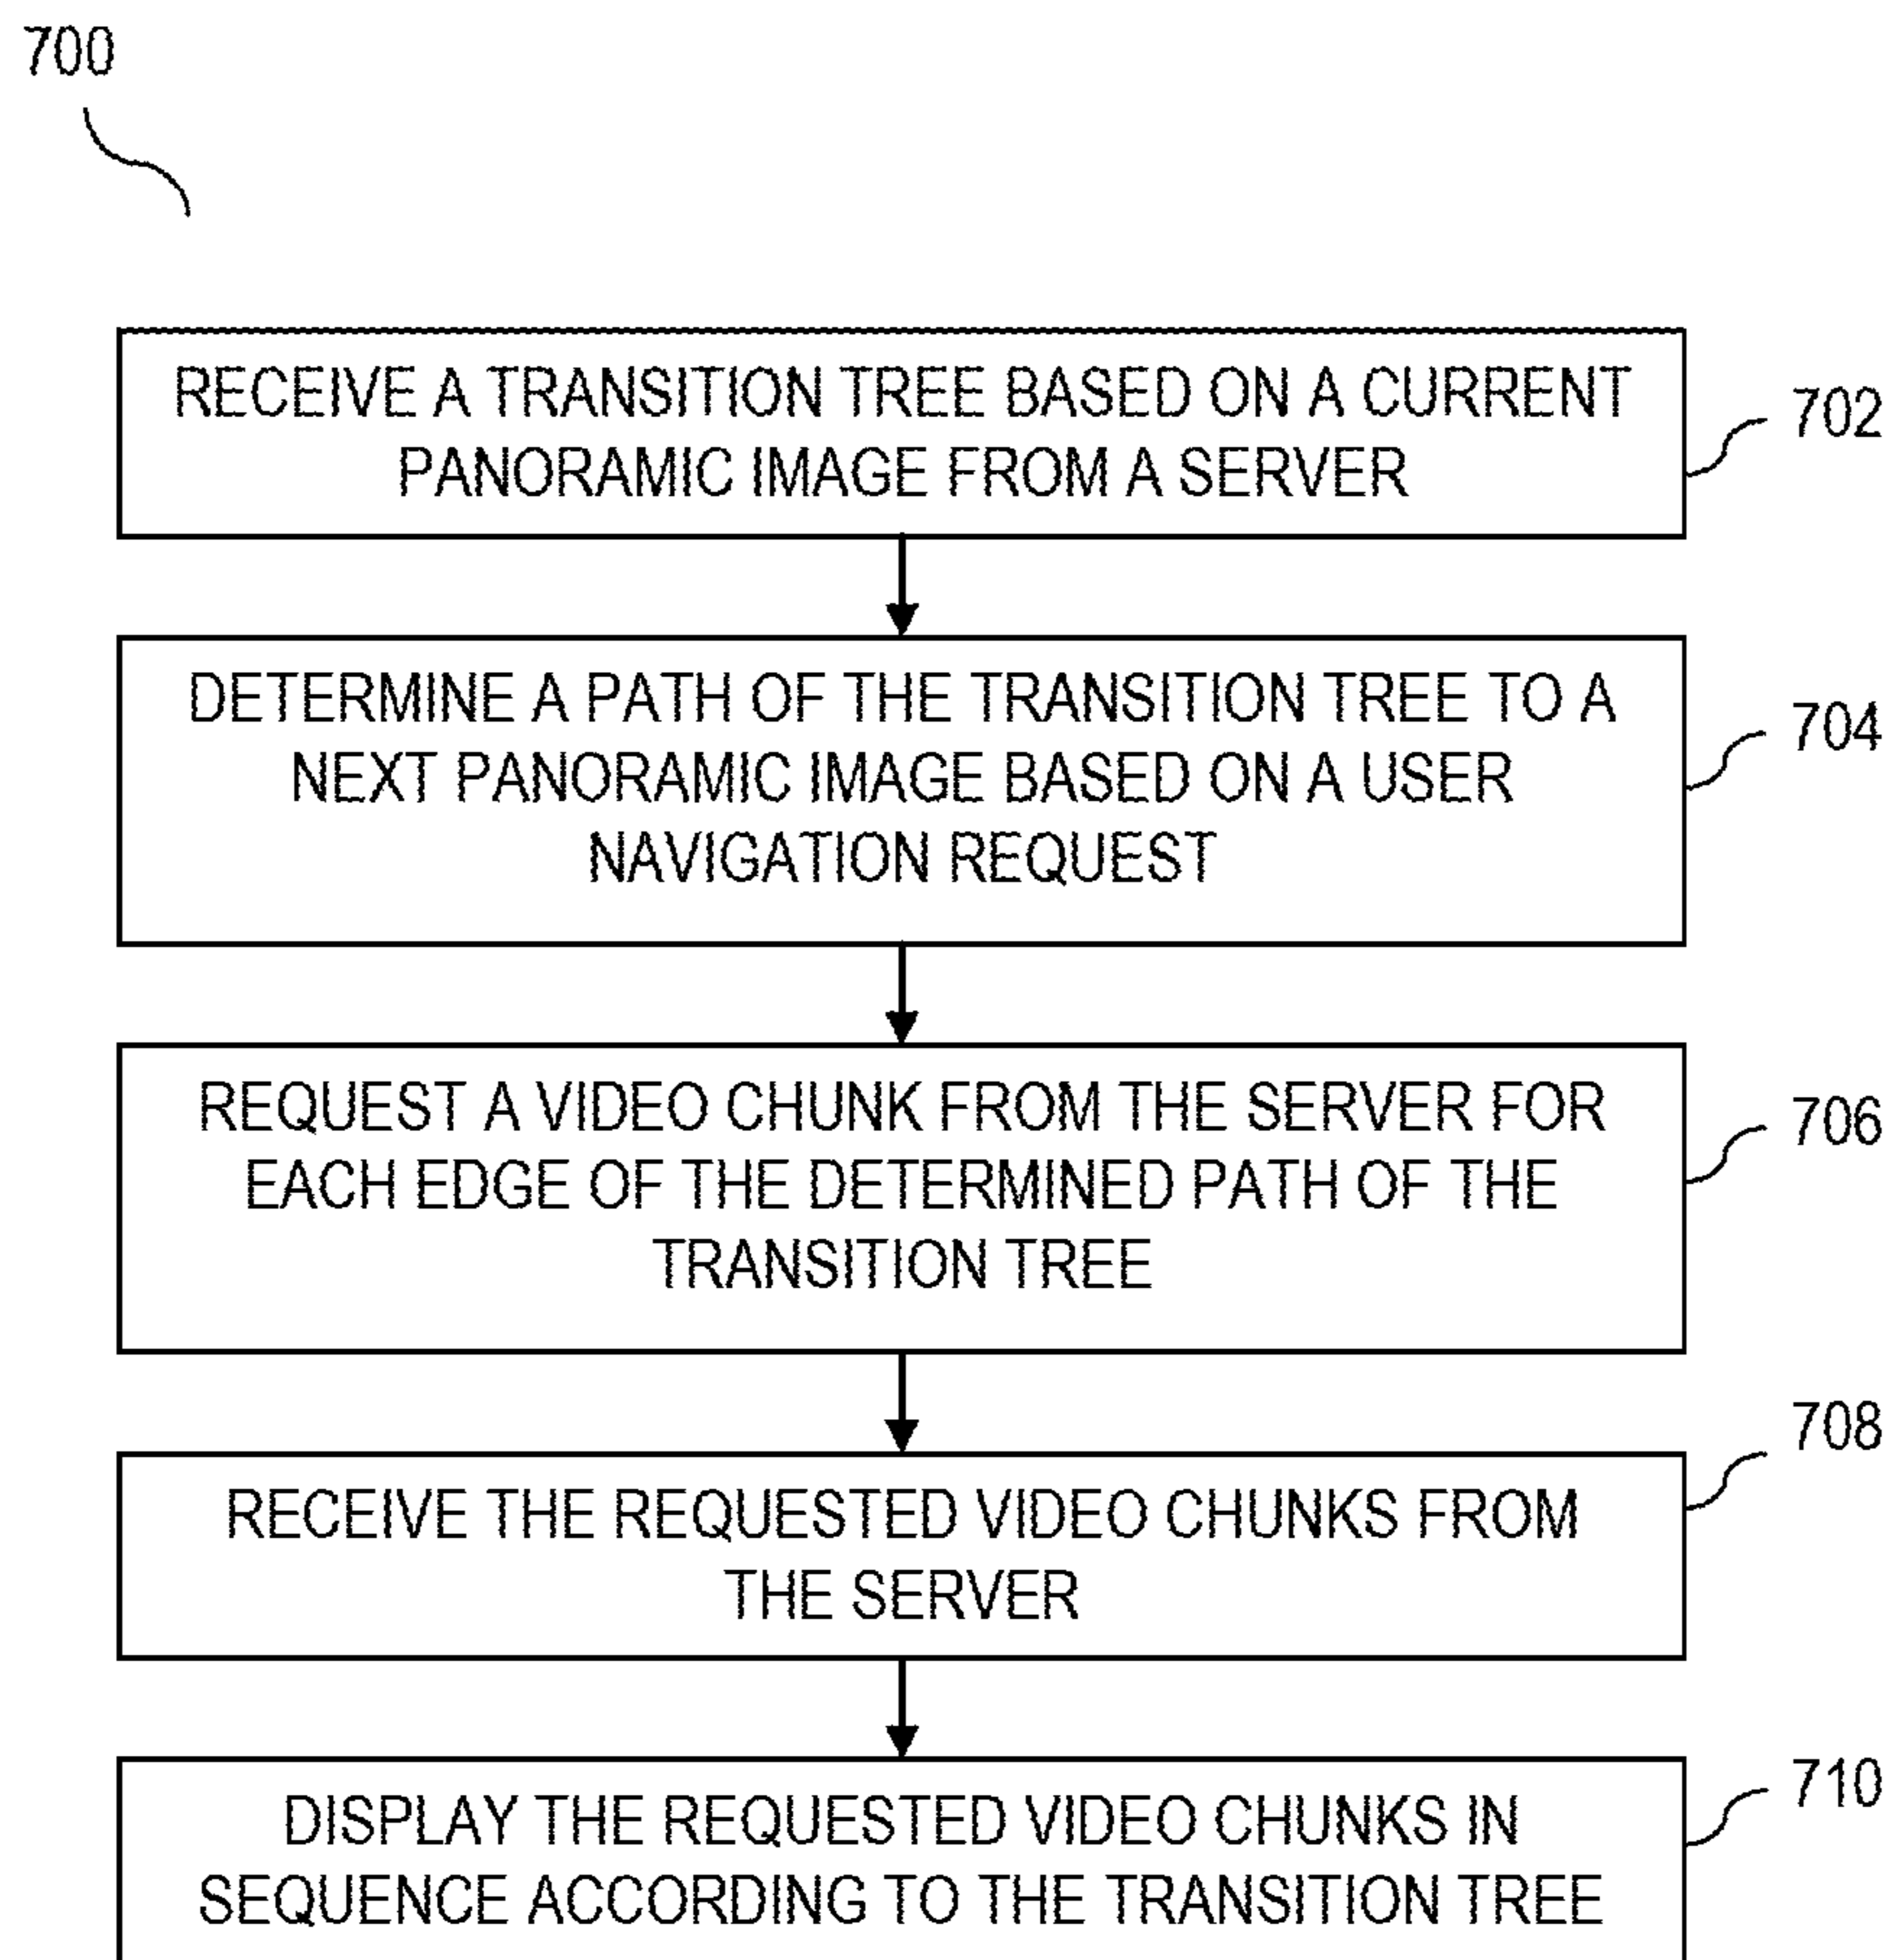 700
RECEIVE A TRANSITION TREE BASED ON A CURRENT
PANORAMIC IMAGE FROM A SERVER
702
DETERMINE A PATH OF THE TRANSITION TREE TO A
NEXT PANORAMIC IMAGE BASED ON A USER
NAVIGATION REQUEST
704
REQUEST A VIDEO CHUNK FROM THE SERVER FOR
EACH EDGE OF THE DETERMINED PATH OF THE
TRANSITION TREE
706
RECEIVE THE REQUESTED VIDEO CHUNKS FROM
THE SERVER
708
DISPLAY THE REQUESTED VIDEO CHUNKS IN
SEQUENCE ACCORDING TO THE TRANSITION TREE
710